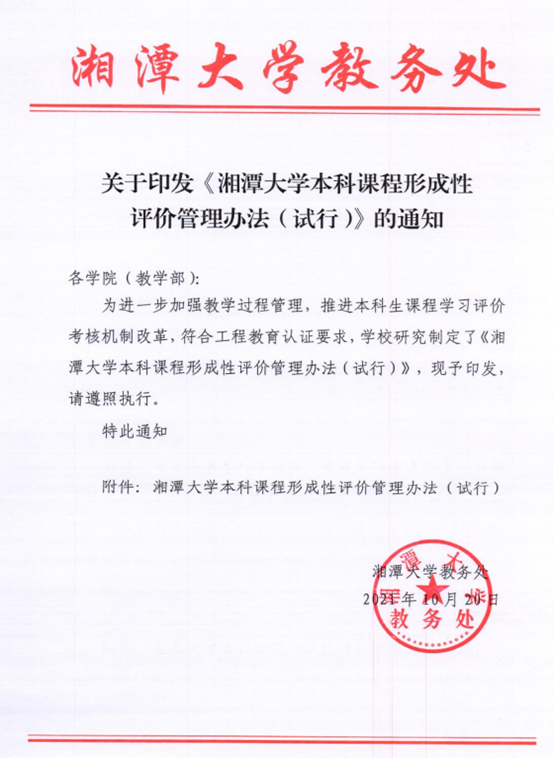 湘潭大学教务处
关于印发《湘潭大学本科课程形成性
评价管理办法（试行）》的通知
各学院（教学部）：
为进一步加强教学过程管理，推进本科生课程学习评价
考核机制改革，符合工程教育认证要求，学校研究制定了《湘
潭大学本科课程形成性评价管理办法（试行）》，现予印发，
请遵照执行。
特此通知
附件：湘潭大学本科课程形成性评价管理办法（试行）
湘潭大学教务处
2021年10月20日
湘潭大学
教务处